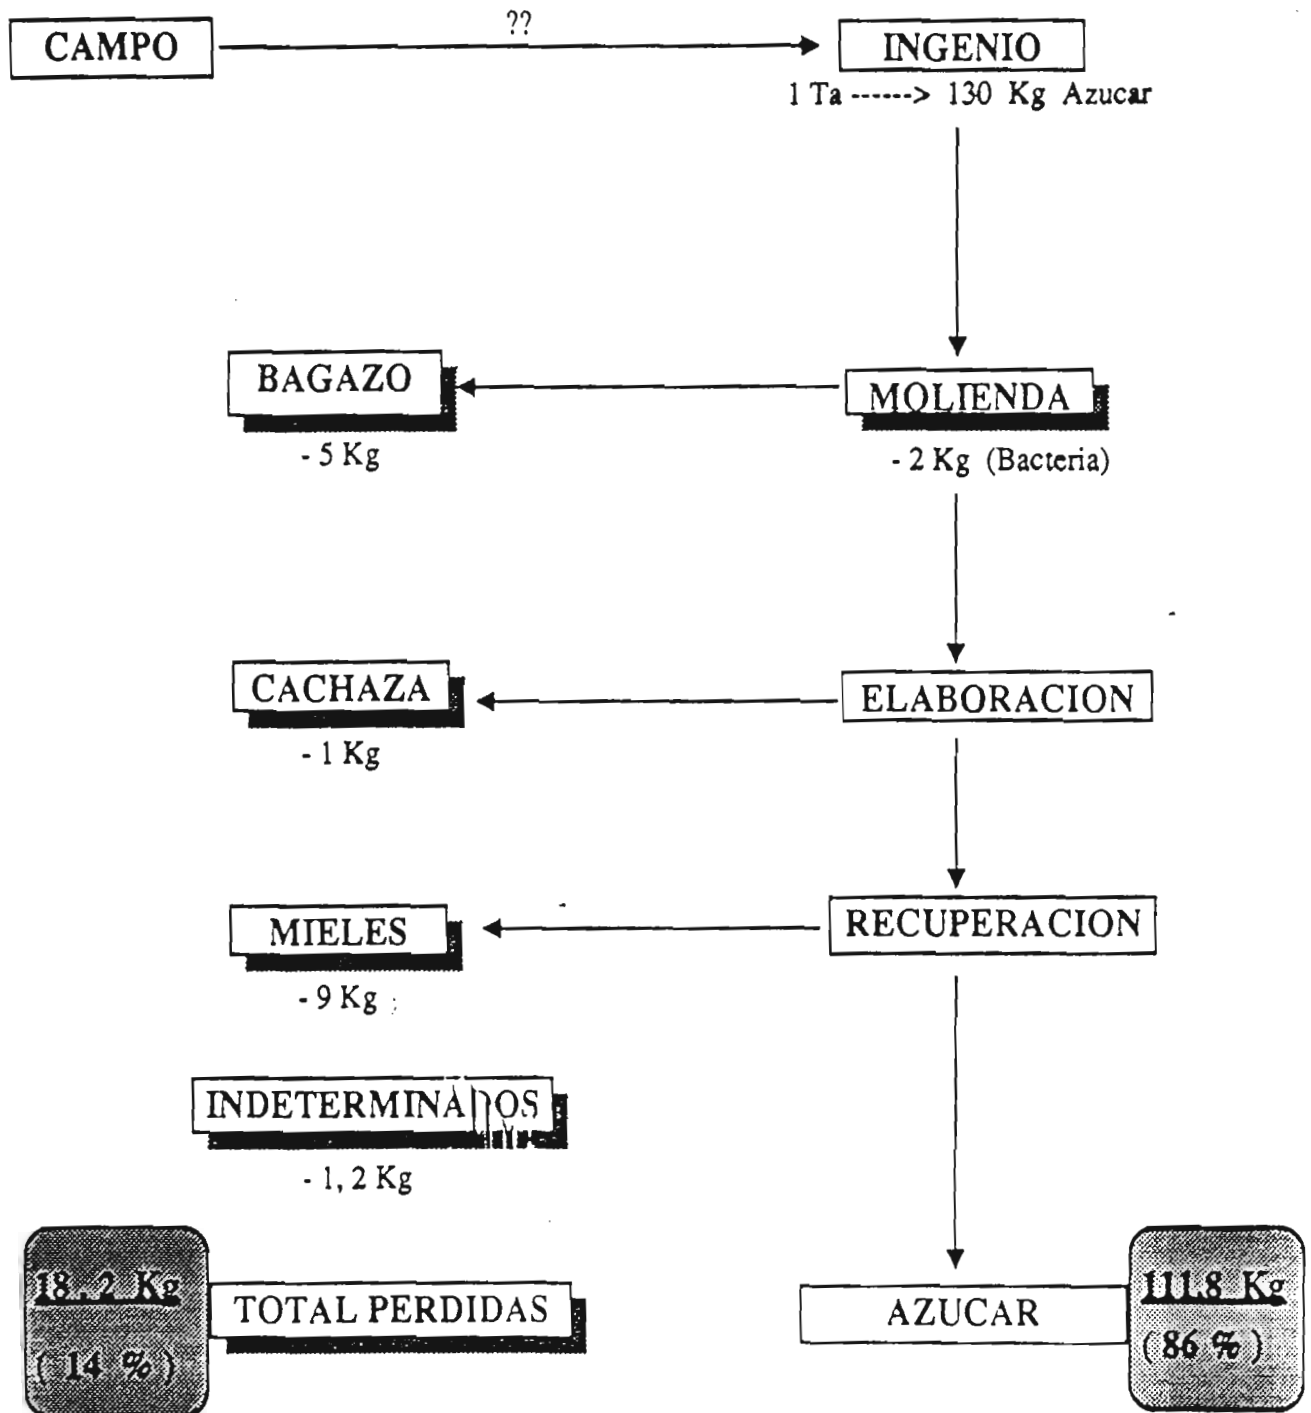 ??
CAMPO
INGENIO
1 Ta ------> 130 Kg Azucar
BAGAZO
- 5 Kg
MOLIENDA
- 2 Kg (Bacteria)
CACHAZA
- 1 Kg
ELABORACION
MIELES
- 9 Kg
RECUPERACION
INDETERMINADOS
- 1, 2 Kg
18. 2 Kg
( 14 % )
TOTAL PERDIDAS
AZUCAR
111.8 Kg
( 86 % )